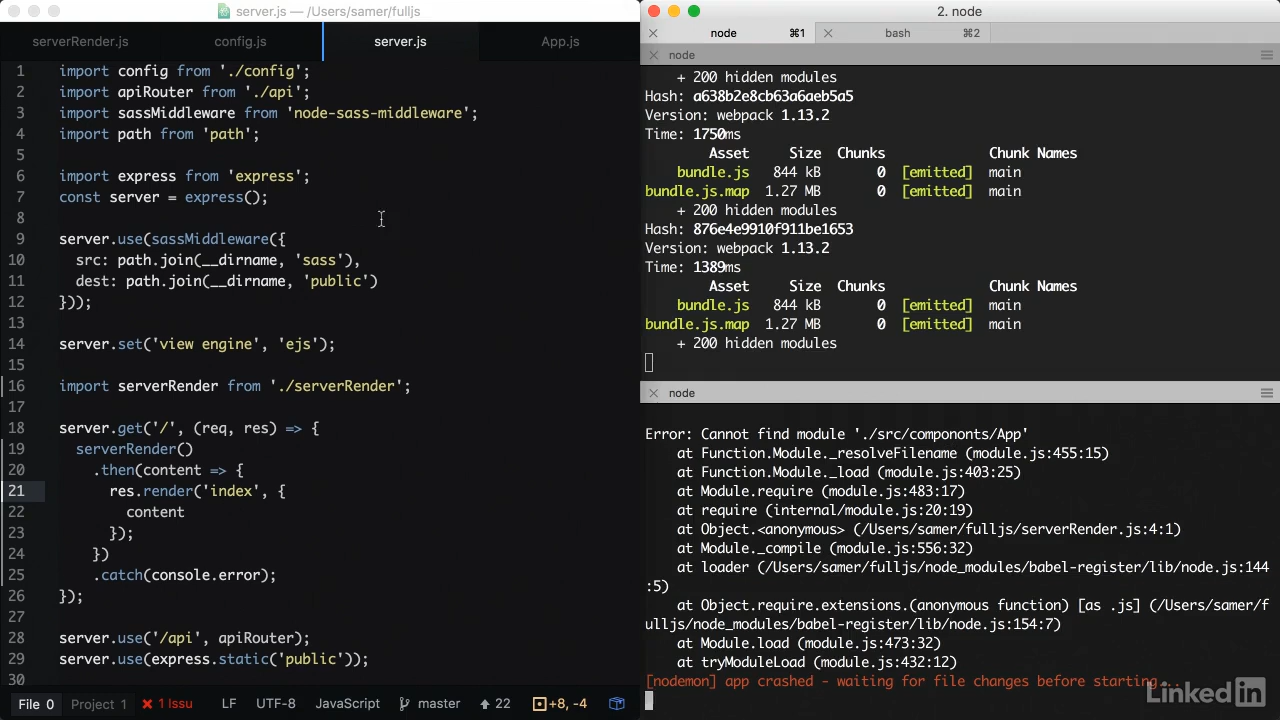 server.js — /Users/samer/fulljs
serverRender.js
config.js
server.js
App.js
1 import config from './config';
2 import apiRouter from './api';
3 import sassMiddleware from 'node-sass-middleware';
4 import path from 'path';
5
6 import express from 'express';
7 const server = express();
8
9 server.use(sassMiddleware({
10 src: path.join(__dirname, 'sass'),
11 dest: path.join(__dirname, 'public')
12 }));
13
14 server.set('view engine', 'ejs');
15
16 import serverRender from './serverRender';
17
18 server.get('/', (req, res) => {
19 serverRender()
20 .then(content => {
21 res.render('index', {
22 content
23 });
24 })
25 .catch(console.error);
26 });
27
28 server.use('/api', apiRouter);
29 server.use(express.static('public'));
30
File 0 Project 1 ✖ 1 Issu LF UTF-8 JavaScript master 22 +8, -4
2. node
node ⌘1
bash ⌘2
node
+ 200 hidden modules
Hash: a638b2e8cb63a6aeb5a5
Version: webpack 1.13.2
Time: 1750ms
Asset Size Chunks Chunk Names
bundle.js 844 kB 0 [emitted] main
bundle.js.map 1.27 MB 0 [emitted] main
+ 200 hidden modules
Hash: 876e4e9910f911be1653
Version: webpack 1.13.2
Time: 1389ms
Asset Size Chunks Chunk Names
bundle.js 844 kB 0 [emitted] main
bundle.js.map 1.27 MB 0 [emitted] main
+ 200 hidden modules
node
Error: Cannot find module './src/compononts/App'
at Function.Module._resolveFilename (module.js:455:15)
at Function.Module._load (module.js:403:25)
at Module.require (module.js:483:17)
at require (internal/module.js:20:19)
at Object.<anonymous> (/Users/samer/fulljs/serverRender.js:4:1)
at Module._compile (module.js:556:32)
at loader (/Users/samer/fulljs/node_modules/babel-register/lib/node.js:144
:5)
at Object.require.extensions.(anonymous function) [as .js] (/Users/samer/f
ulljs/node_modules/babel-register/lib/node.js:154:7)
at Module.load (module.js:473:32)
at tryModuleLoad (module.js:432:12)
[nodemon] app crashed - waiting for file changes before starting...
LinkedIn